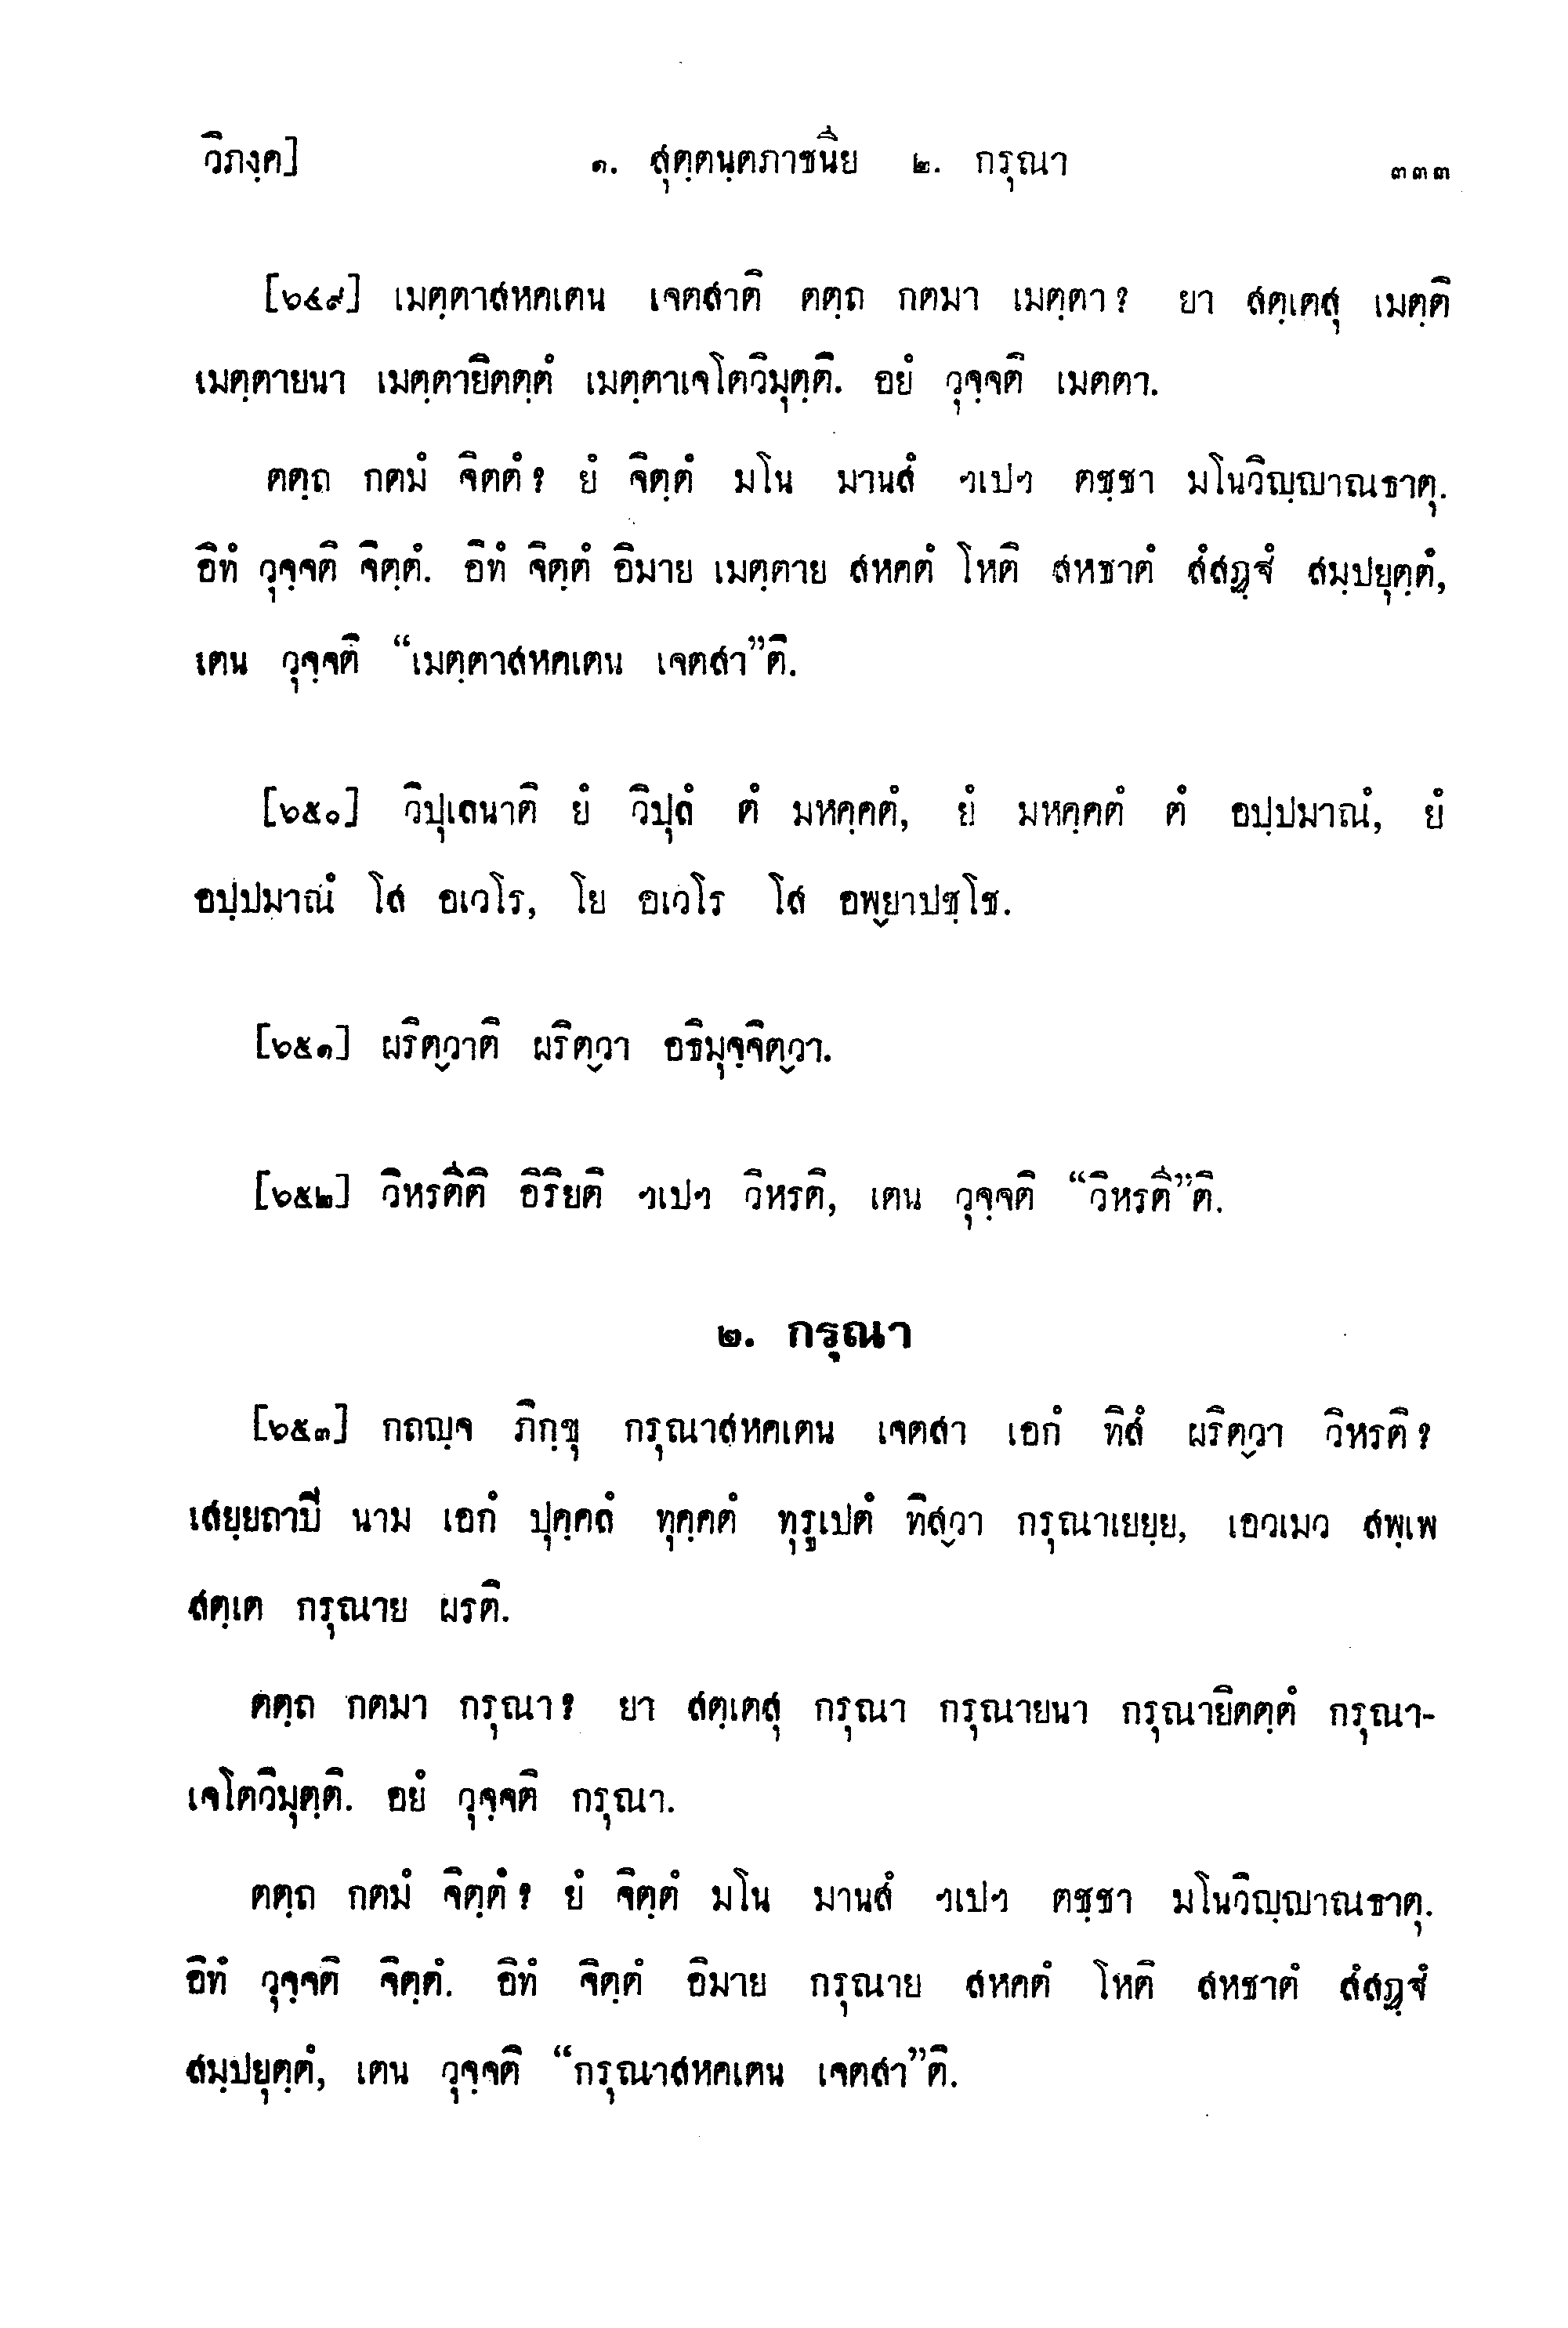 วิภงฺค] ๑. สุตฺตนฺตภาชนีย ๒. กรุณา ๓๓๓
[๖๔๙] เมตฺตาสหคเตน เจตสาติ ตตฺถ กตมา เมตฺตา? ยา สตฺเตสุ เมตฺติ
เมตฺตายนา เมตฺตายิตตฺตํ เมตฺตาเจโตวิมุตฺติ. อยํ วุจฺจติ เมตตา.
ตตฺถ กตมํ จิตตํ? ยํ จิตฺตํ มโน มานสํ ฯเปฯ ตชฺชา มโนวิญฺญาณธาตุ.
อิทํ วุจฺจติ จิตฺตํ. อิทํ จิตฺตํ อิมาย เมตฺตาย สหคตํ โหติ สหชาตํ สํสฏฺฐํ สมฺปยุตฺตํ,
เตน วุจฺจติ “เมตฺตาสหคเตน เจตสา”ติ.
[๖๕๐] วิปุเลนาติ ยํ วิปุลํ ตํ มหคฺคตํ, ยํ มหคฺคตํ ตํ อปฺปมาณํ, ยํ
อปฺปมาณํ โส อเวโร, โย อเวโร โส อพฺยาปชฺโช.
[๖๕๑] ผริตฺวาติ ผริตฺวา อธิมุจฺจิตฺวา.
[๖๕๒] วิหรตีติ อิริยติ ฯเปฯ วิหรติ, เตน วุจฺจติ “วิหรตี”ติ.
๒. กรุณา
[๖๕๓] กถญฺจ ภิกฺขุ กรุณาสหคเตน เจตสา เอกํ ทิสํ ผริตฺวา วิหรติ?
เสยฺยถาปิ นาม เอกํ ปุคฺคลํ ทุคฺคตํ ทุรูเปตํ ทิสฺวา กรุณาเยยฺย, เอวเมว สพฺเพ
สตฺเต กรุณาย ผรติ.
ตตฺถ กตมา กรุณา? ยา สตฺเตสุ กรุณา กรุณายนา กรุณายิตตฺตํ กรุณา-
เจโตวิมุตฺติ. อยํ วุจฺจติ กรุณา.
ตตฺถ กตมํ จิตฺตํ? ยํ จิตฺตํ มโน มานสํ ฯเปฯ ตชฺชา มโนวิญฺญาณธาตุ.
อิทํ วุจฺจติ จิตฺตํ. อิทํ จิตฺตํ อิมาย กรุณาย สหคตํ โหติ สหชาตํ สํสฏฺฐํ
สมฺปยุตฺตํ, เตน วุจฺจติ “กรุณาสหคเตน เจตสา”ติ.